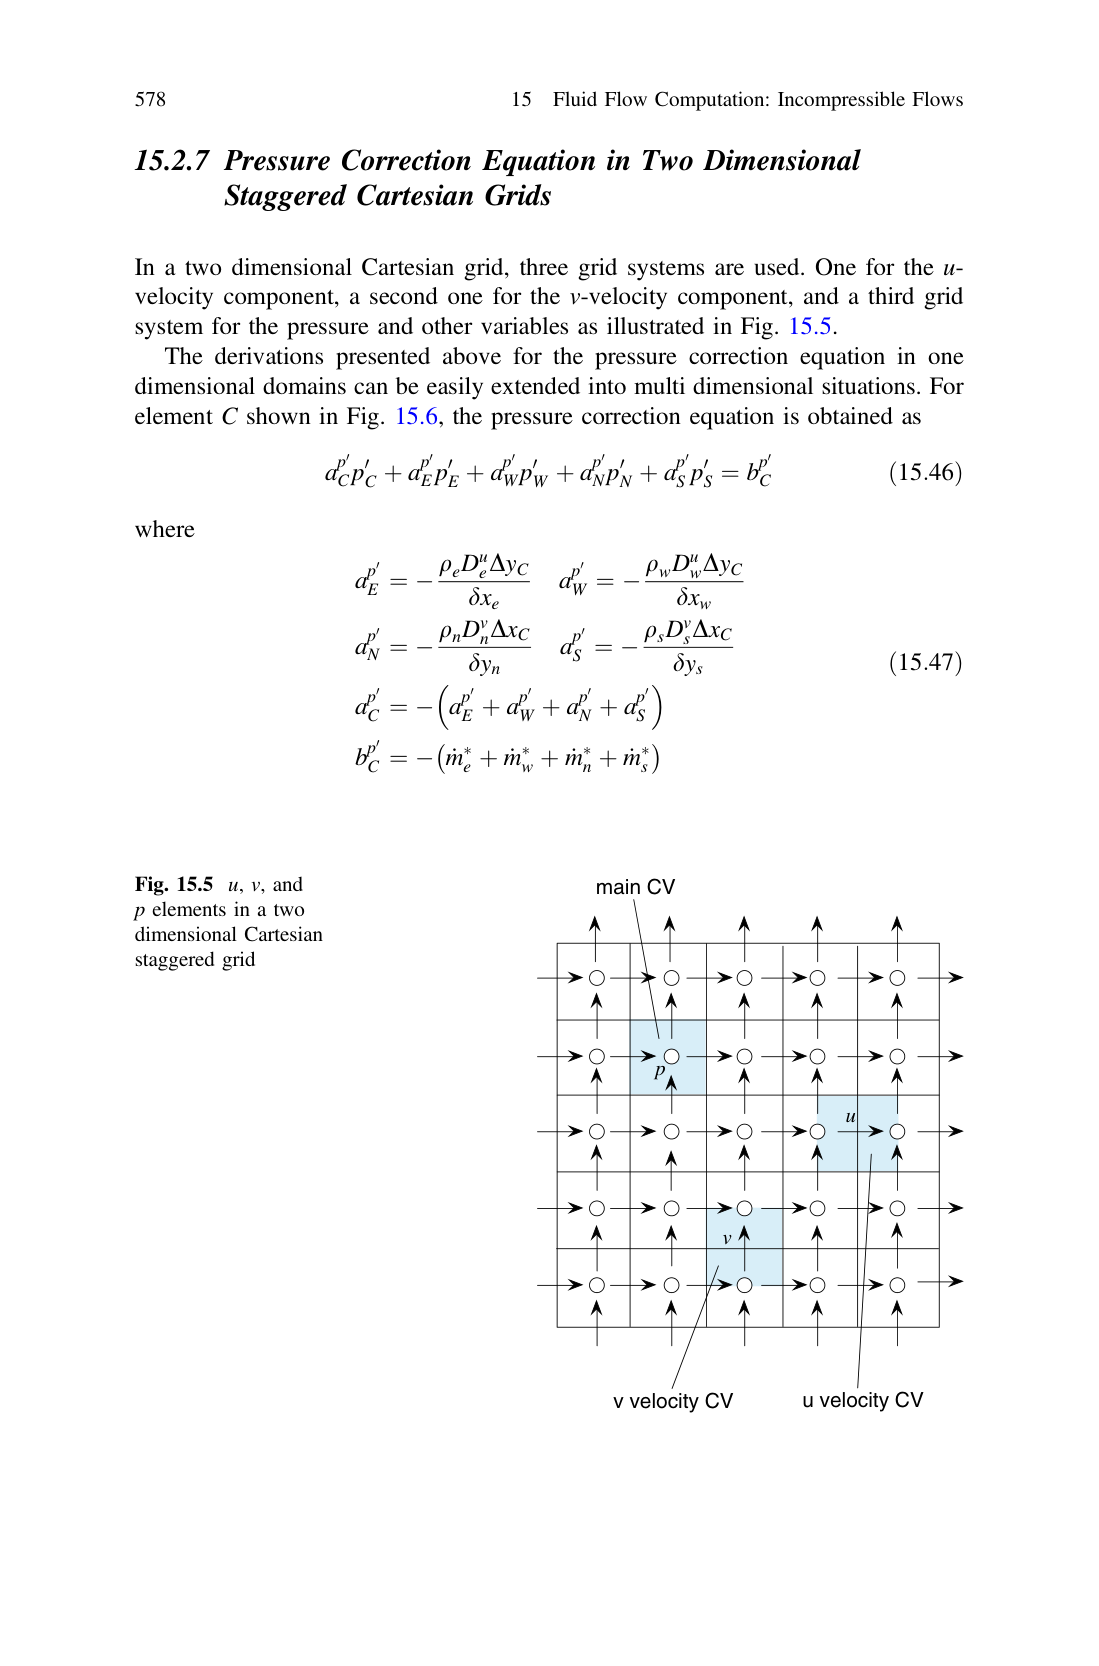 578
15 Fluid Flow Computation: Incompressible Flows
15.2.7 Pressure Correction Equation in Two Dimensional
Staggered Cartesian Grids
In a two dimensional Cartesian grid, three grid systems are used. One for the u-
velocity component, a second one for the v-velocity component, and a third grid
system for the pressure and other variables as illustrated in Fig. 15.5.
The derivations presented above for the pressure correction equation in one
dimensional domains can be easily extended into multi dimensional situations. For
element C shown in Fig. 15.6, the pressure correction equation is obtained as
$a_C^{p'} p'_C + a_E^{p'} p'_E + a_W^{p'} p'_W + a_N^{p'} p'_N + a_S^{p'} p'_S = b_C^{p'}$ (15.46)
where
$a_E^{p'} = -\frac{\rho_e D_e^u \Delta y_C}{\delta x_e} \quad a_W^{p'} = -\frac{\rho_w D_w^u \Delta y_C}{\delta x_w}$
$a_N^{p'} = -\frac{\rho_n D_n^v \Delta x_C}{\delta y_n} \quad a_S^{p'} = -\frac{\rho_s D_s^v \Delta x_C}{\delta y_s}$ (15.47)
$a_C^{p'} = -\left(a_E^{p'} + a_W^{p'} + a_N^{p'} + a_S^{p'}\right)$
$b_C^{p'} = -\left(\dot{m}_e^* + \dot{m}_w^* + \dot{m}_n^* + \dot{m}_s^*\right)$
Fig. 15.5 u, v, and
p elements in a two
dimensional Cartesian
staggered grid
main CV
p
u
v
v velocity CV
u velocity CV